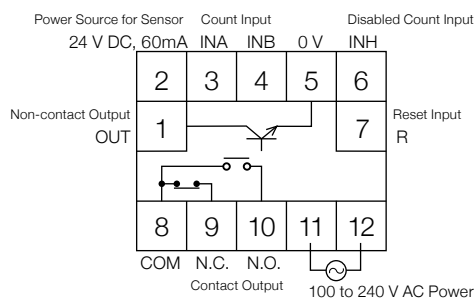 Power Source for Sensor Count Input Disabled Count Input
24 V DC, 60mA INA INB 0 V INH
2 3 4 5 6
Non-contact Output
OUT
1 7
Reset Input
R
8 9 10 11 12
COM N.C. N.O.
Contact Output
100 to 240 V AC Power